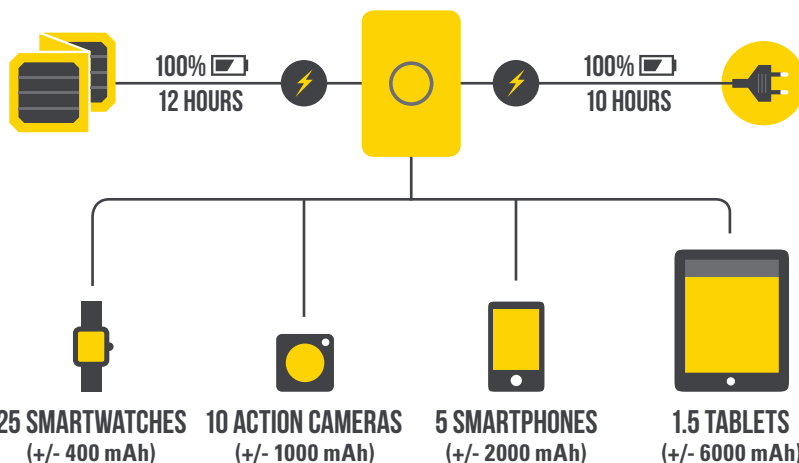 100%
12 HOURS
100%
10 HOURS
25 SMARTWATCHES
(+/- 400 mAh)
10 ACTION CAMERAS
(+/- 1000 mAh)
5 SMARTPHONES
(+/- 2000 mAh)
1.5 TABLETS
(+/- 6000 mAh)